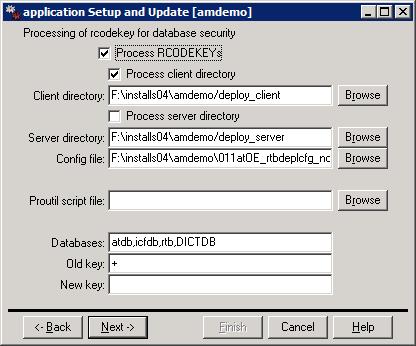 application Setup and Update [amdemo]
Processing of rcodekey for database security
Process RCODEKEYs
Process client directory
Client directory: F:\installs04\amdemo/deploy_client Browse
Process server directory
Server directory: F:\installs04\amdemo/deploy_server Browse
Config file: F:\installs04\amdemo\011atOE_rtbdeplcfg_nc Browse
Proutil script file: Browse
Databases: atdb,icfdb,rtb,DICTDB
Old key: +
New key:
<- Back Next -> Finish Cancel Help